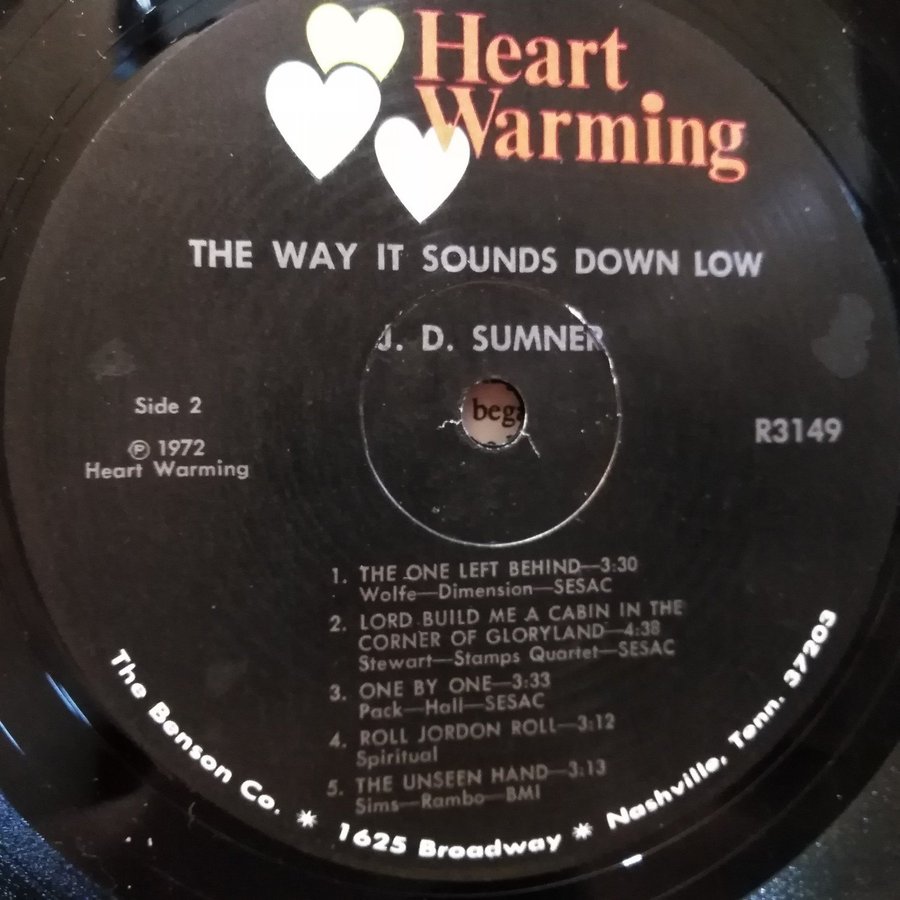 Heart
Warming
THE WAY IT SOUNDS DOWN LOW
J. D. SUMNER
Side 2
℗ 1972
Heart Warming
R3149
1. THE ONE LEFT BEHIND—3:30
Wolfe—Dimension—SESAC
2. LORD BUILD ME A CABIN IN THE
CORNER OF GLORYLAND—4:38
Stewart—Stamps Quartet—SESAC
3. ONE BY ONE—3:33
Pack—Hall—SESAC
4. ROLL JORDON ROLL—3:12
Spiritual
5. THE UNSEEN HAND—3:13
Sims—Rambo—BMI
The Benson Co. * 1625 Broadway * Nashville, Tenn. 37203